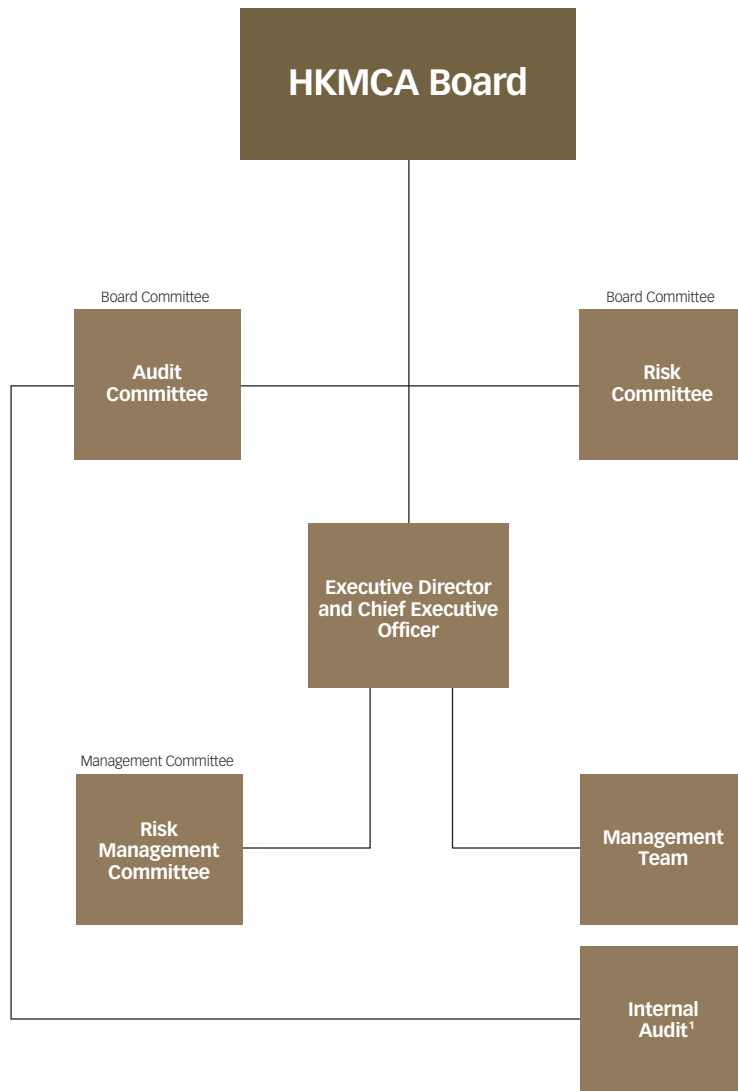 HKMCA Board
Board Committee
Audit
Committee
Board Committee
Risk
Committee
Executive Director
and Chief Executive
Officer
Management Committee
Risk
Management
Committee
Management
Team
Internal
Audit¹